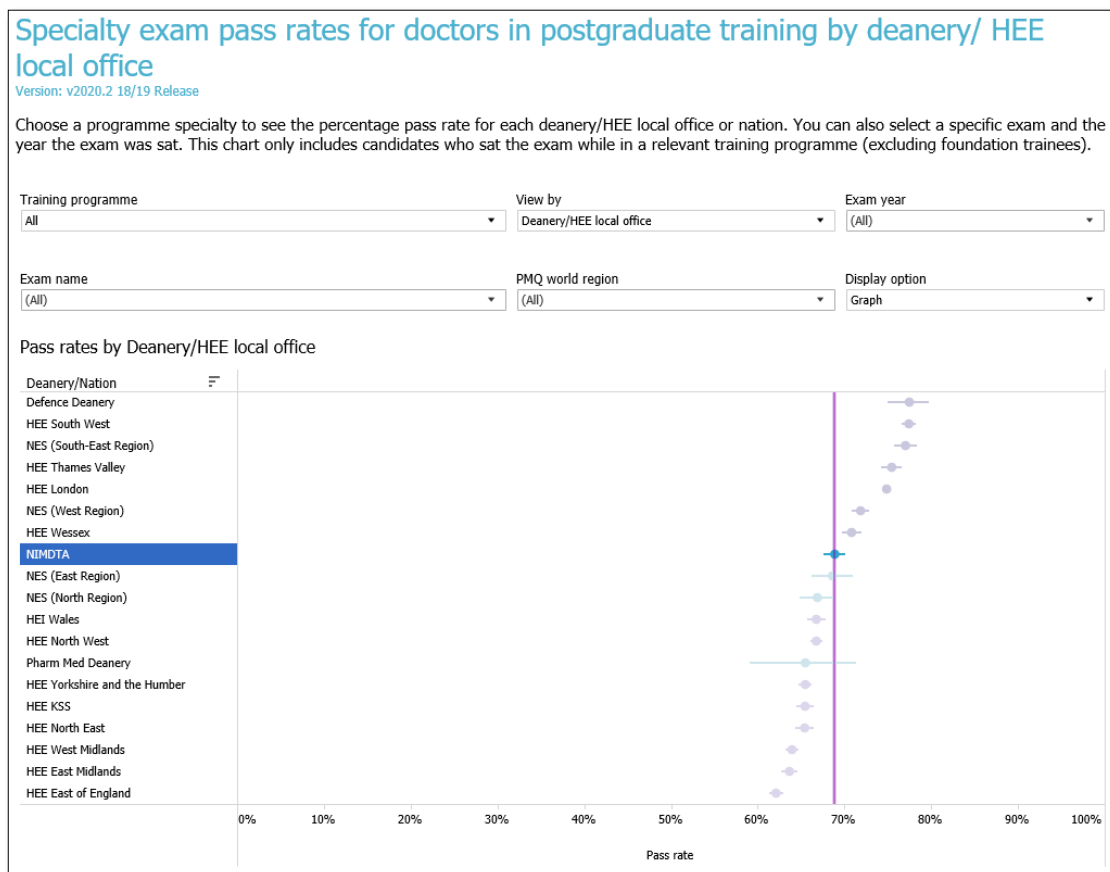 Specialty exam pass rates for doctors in postgraduate training by deanery/ HEE
local office
Version: v2020.2 18/19 Release
Choose a programme specialty to see the percentage pass rate for each deanery/HEE local office or nation. You can also select a specific exam and the
year the exam was sat. This chart only includes candidates who sat the exam while in a relevant training programme (excluding foundation trainees).
Training programme View by Exam year
All Deanery/HEE local office (All)
Exam name PMQ world region Display option
(All) (All) Graph
Pass rates by Deanery/HEE local office
Deanery/Nation
Defence Deanery
HEE South West
NES (South-East Region)
HEE Thames Valley
HEE London
NES (West Region)
HEE Wessex
NIMDTA
NES (East Region)
NES (North Region)
HEI Wales
HEE North West
Pharm Med Deanery
HEE Yorkshire and the Humber
HEE KSS
HEE North East
HEE West Midlands
HEE East Midlands
HEE East of England
0% 10% 20% 30% 40% 50% 60% 70% 80% 90% 100%
Pass rate